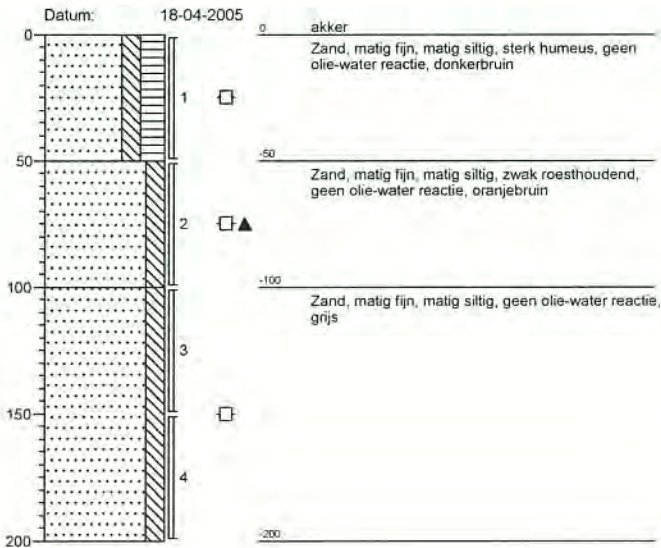 Datum: 18-04-2005
0
50
100
150
200
1
2
3
4
0 akker
Zand, matig fijn, matig siltig, sterk humeus, geen
olie-water reactie, donkerbruin
-50
Zand, matig fijn, matig siltig, zwak roesthoudend,
geen olie-water reactie, oranjebruin
-100
Zand, matig fijn, matig siltig, geen olie-water reactie,
grijs
-200